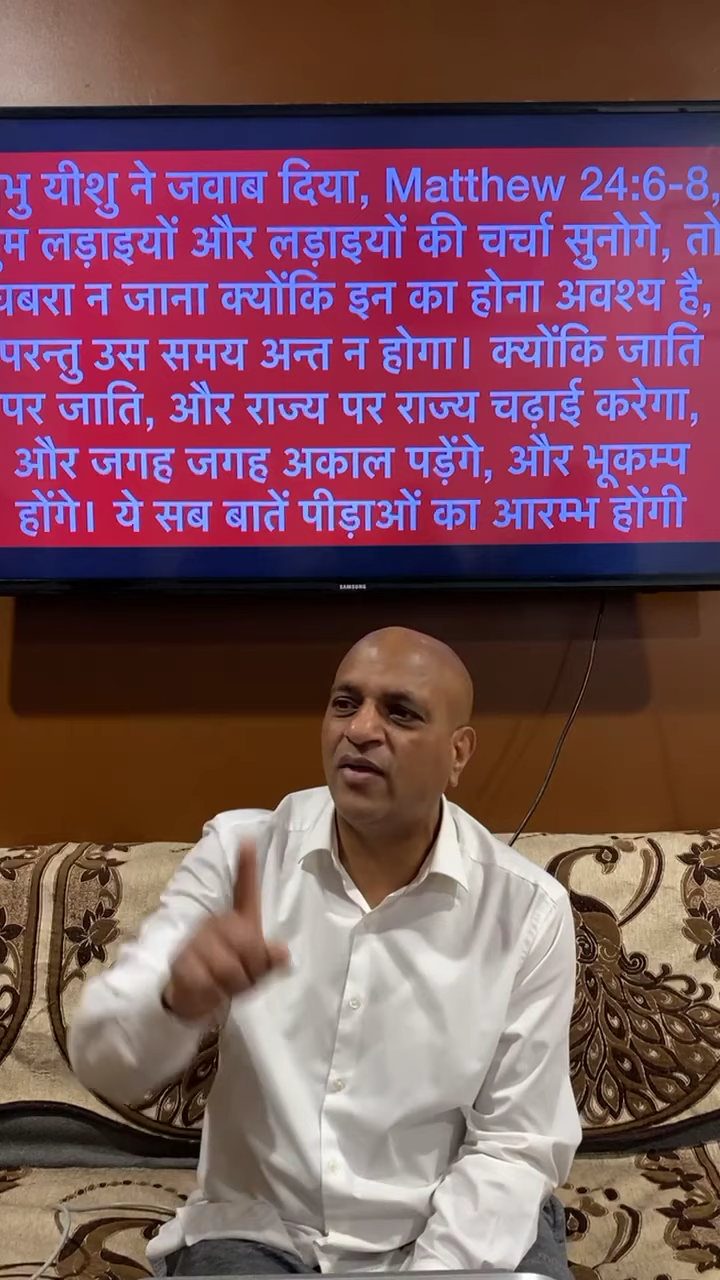 भु यीशु ने जवाब दिया, Matthew 24:6-8,
म लड़ाइयों और लड़ाइयों की चर्चा सुनोगे, तो
घबरा न जाना क्योंकि इन का होना अवश्य है,
परन्तु उस समय अन्त न होगा। क्योंकि जाति
पर जाति, और राज्य पर राज्य चढ़ाई करेगा,
और जगह जगह अकाल पड़ेंगे, और भूकम्प
होंगे। ये सब बातें पीड़ाओं का आरम्भ होंगी
SAMSUNG